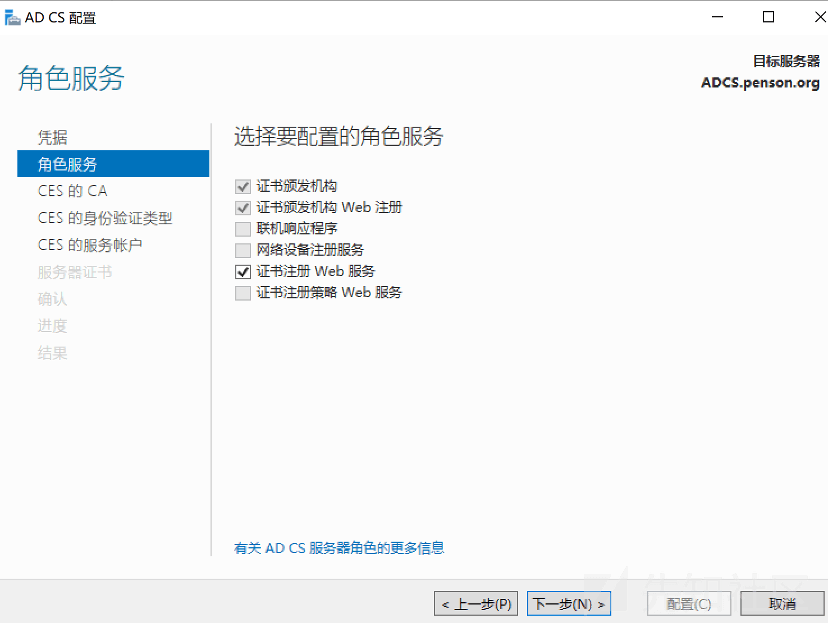 AD CS 配置
角色服务
目标服务器
ADCS.penson.org
凭据
角色服务
CES 的 CA
CES 的身份验证类型
CES 的服务帐户
服务器证书
确认
进度
结果
选择要配置的角色服务
证书颁发机构
证书颁发机构 Web 注册
联机响应程序
网络设备注册服务
证书注册 Web 服务
证书注册策略 Web 服务
有关 AD CS 服务器角色的更多信息
< 上一步(P)
下一步(N) >
配置(C)
取消
先知社区